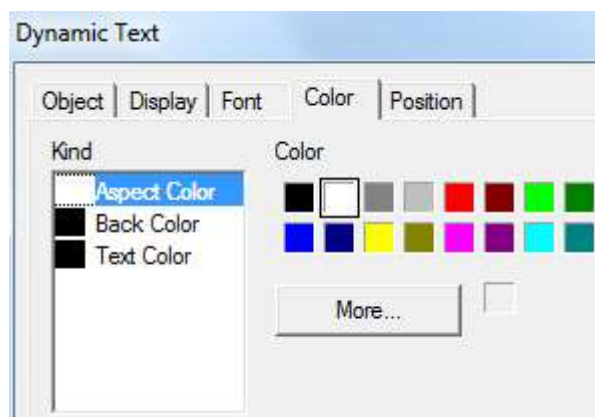 Dynamic Text
Object Display Font Color Position
Kind Color
Aspect Color
Back Color
Text Color
More...